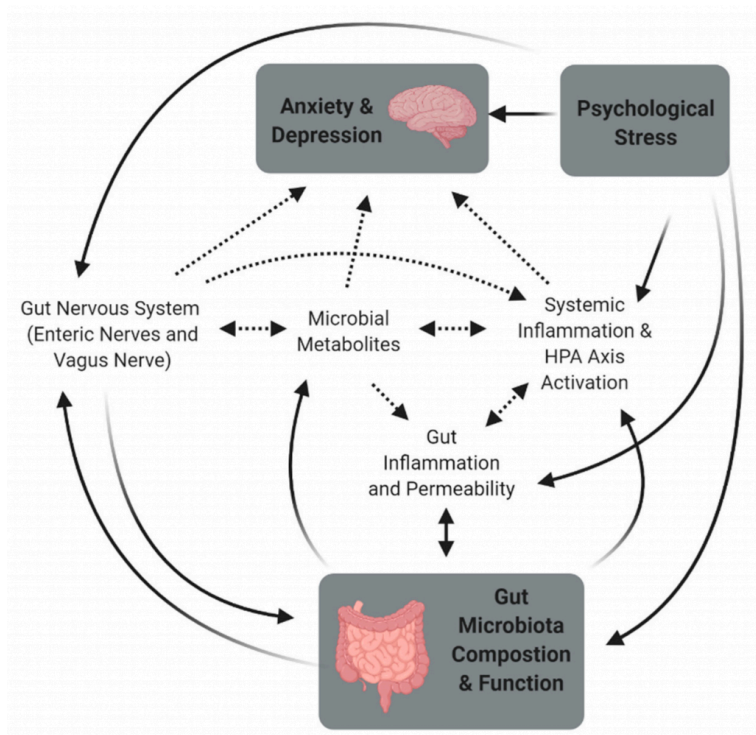 Anxiety &
Depression
Psychological
Stress
Gut Nervous System
(Enteric Nerves and
Vagus Nerve)
Microbial
Metabolites
Systemic
Inflammation &
HPA Axis
Activation
Gut
Inflammation
and Permeability
Gut
Microbiota
Compostion
& Function